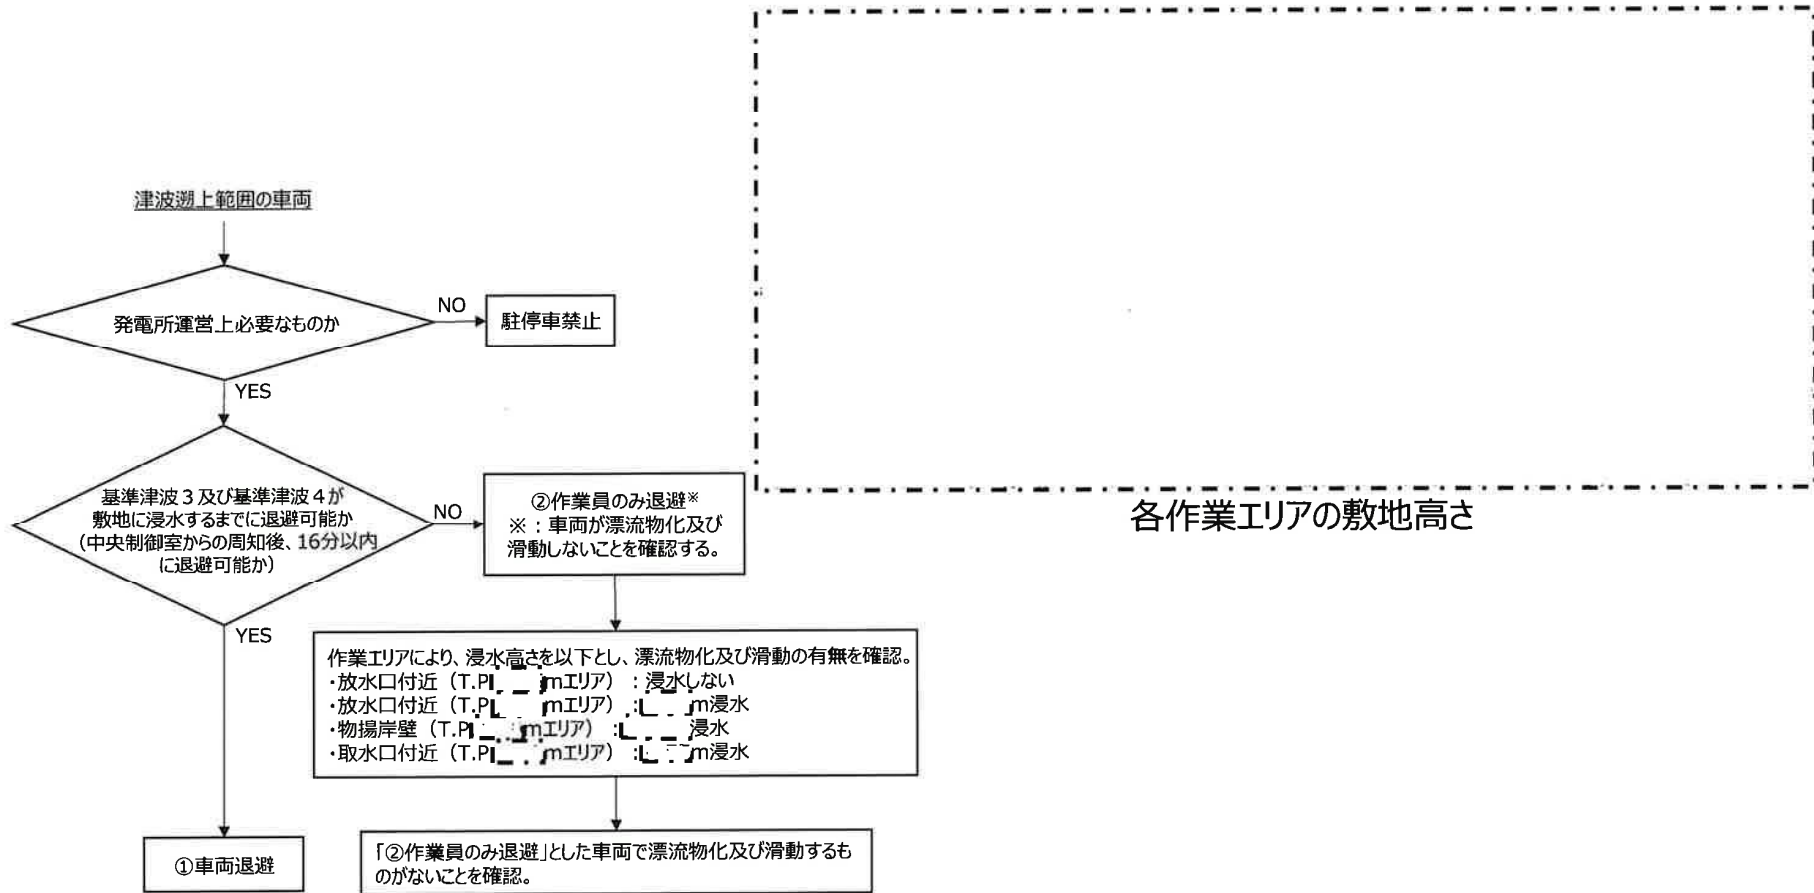 津波遡上範囲の車両
発電所運営上必要なものか
NO
駐停車禁止
YES
基準津波3及び基準津波4が
敷地に浸水するまでに退避可能か
(中央制御室からの周知後、16分以内
に退避可能か)
NO
②作業員のみ退避※
※:車両が漂流物化及び
滑動しないことを確認する。
YES
作業エリアにより、浸水高さを以下とし、漂流物化及び滑動の有無を確認。
・放水口付近(T.P mエリア):浸水しない
・放水口付近(T.P mエリア): m浸水
・物揚岸壁(T.P mエリア): 浸水
・取水口付近(T.P mエリア): m浸水
①車両退避
「②作業員のみ退避」とした車両で漂流物化及び滑動するも
のがないことを確認。
各作業エリアの敷地高さ